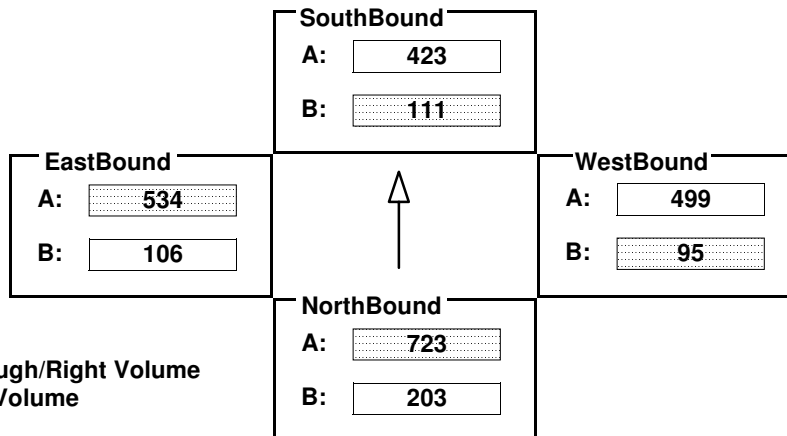 SouthBound
A: 423
B: 111
EastBound
A: 534
B: 106
WestBound
A: 499
B: 95
NorthBound
A: 723
B: 203
ugh/Right Volume
Volume